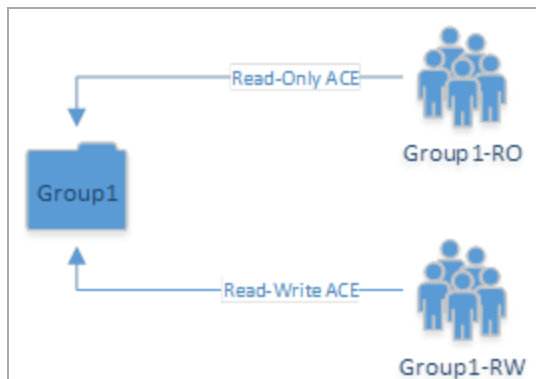 Read-Only ACE
Group1-RO
Group1
Read-Write ACE
Group1-RW